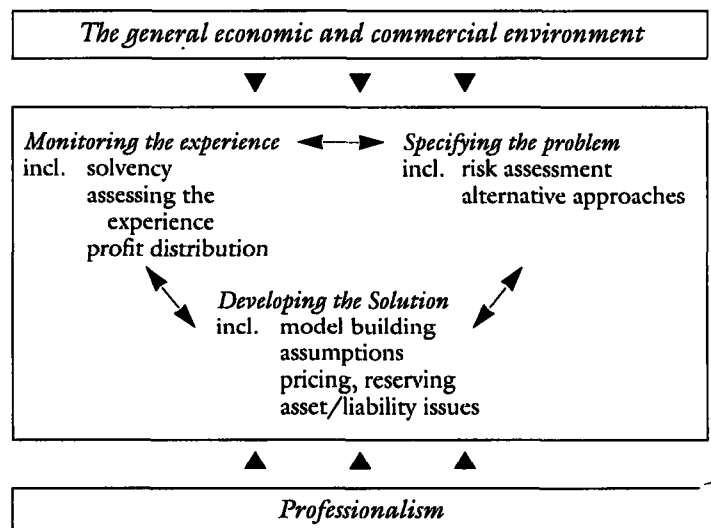 The general economic and commercial environment
Monitoring the experience
incl. solvency
assessing the
experience
profit distribution
Specifying the problem
incl. risk assessment
alternative approaches
Developing the Solution
incl. model building
assumptions
pricing, reserving
asset/liability issues
Professionalism